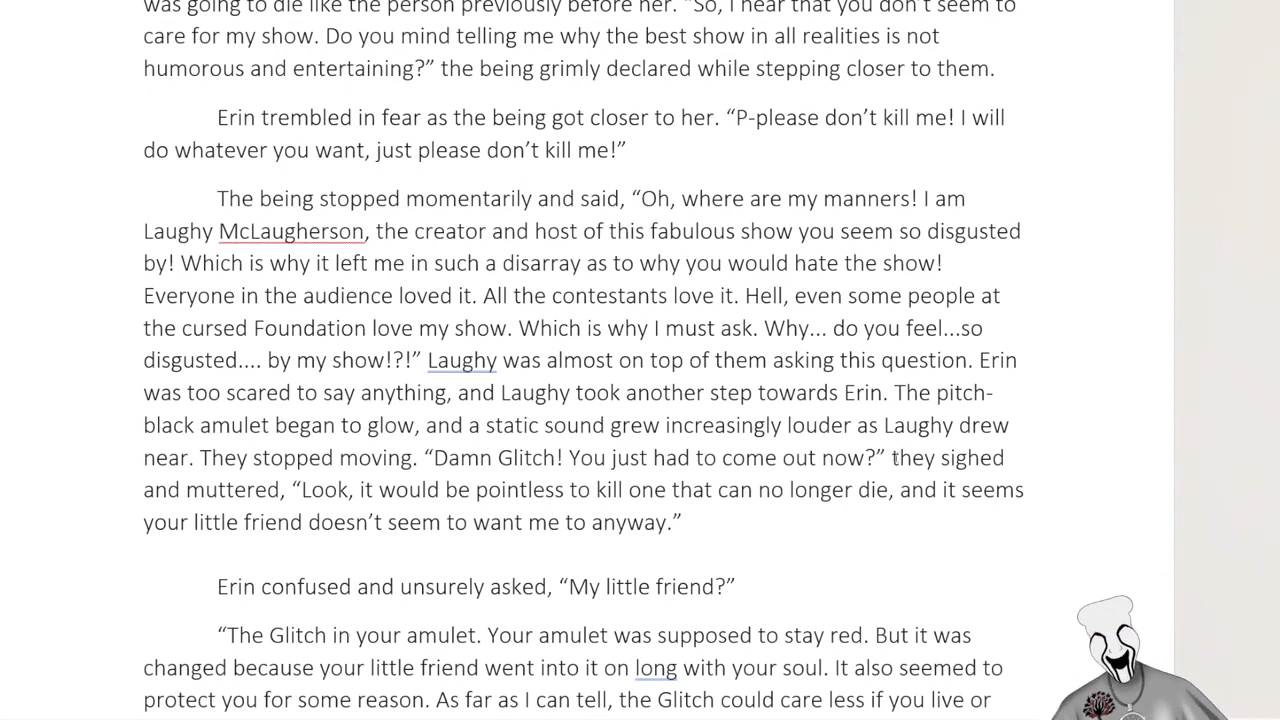 was going to die like the person previously before her. “So, I hear that you don’t seem to
care for my show. Do you mind telling me why the best show in all realities is not
humorous and entertaining?” the being grimly declared while stepping closer to them.
Erin trembled in fear as the being got closer to her. “P-please don’t kill me! I will
do whatever you want, just please don’t kill me!”
The being stopped momentarily and said, “Oh, where are my manners! I am
Laughy McLaugherson, the creator and host of this fabulous show you seem so disgusted
by! Which is why it left me in such a disarray as to why you would hate the show!
Everyone in the audience loved it. All the contestants love it. Hell, even some people at
the cursed Foundation love my show. Which is why I must ask. Why... do you feel...so
disgusted.... by my show!?!” Laughy was almost on top of them asking this question. Erin
was too scared to say anything, and Laughy took another step towards Erin. The pitch-
black amulet began to glow, and a static sound grew increasingly louder as Laughy drew
near. They stopped moving. “Damn Glitch! You just had to come out now?” they sighed
and muttered, “Look, it would be pointless to kill one that can no longer die, and it seems
your little friend doesn’t seem to want me to anyway.”
Erin confused and unsurely asked, “My little friend?”
“The Glitch in your amulet. Your amulet was supposed to stay red. But it was
changed because your little friend went into it on long with your soul. It also seemed to
protect you for some reason. As far as I can tell, the Glitch could care less if you live or